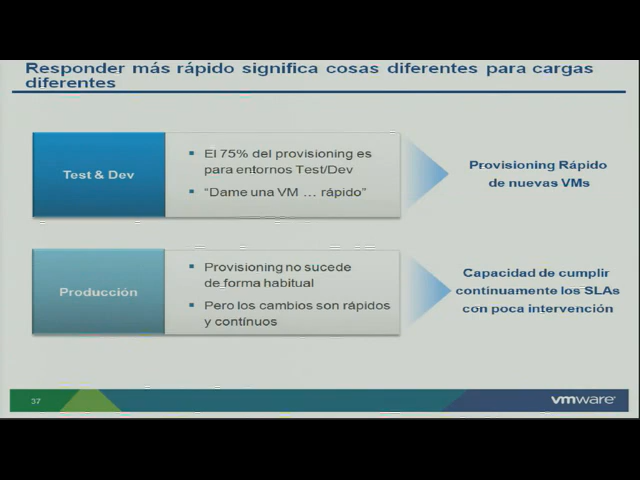 Responder más rápido significa cosas diferentes para cargas
diferentes
Test & Dev
▪ El 75% del provisioning es
para entornos Test/Dev
▪ “Dame una VM … rápido”
Provisioning Rápido
de nuevas VMs
Producción
▪ Provisioning no sucede
de forma habitual
▪ Pero los cambios son rápidos
y contínuos
Capacidad de cumplir
continuamente los SLAs
con poca intervención
37
vmware